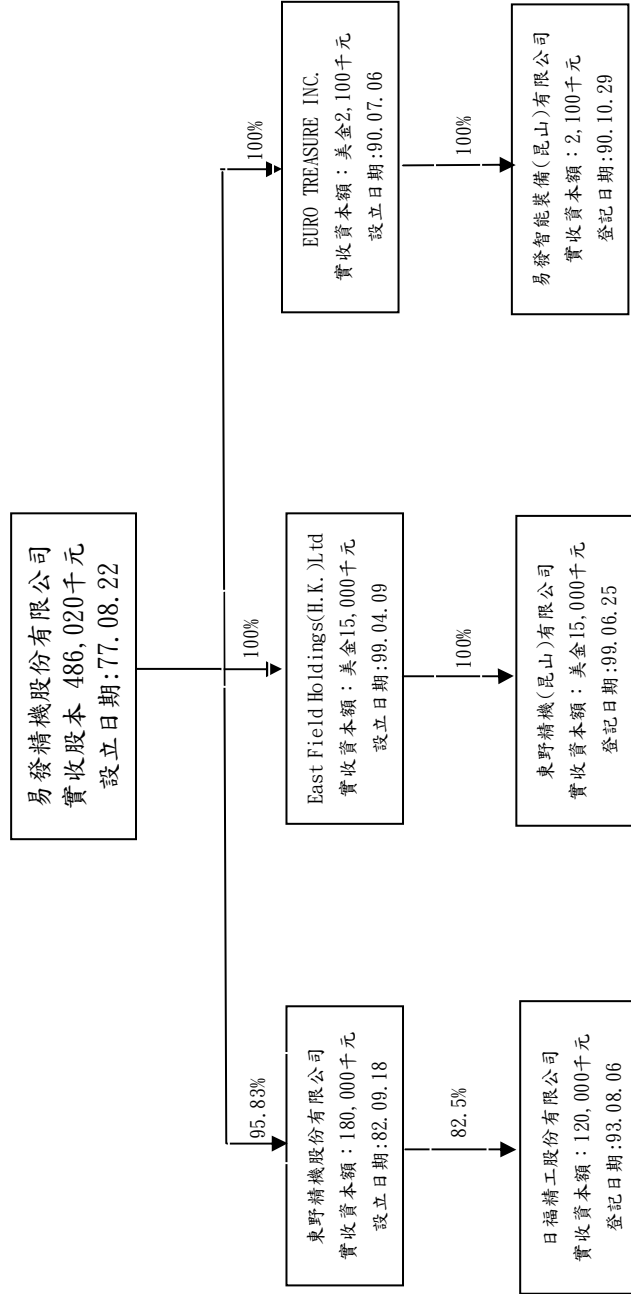 易發精機股份有限公司
實收股本 486,020千元
設立日期:77.08.22
95.83%
100%
100%
東野精機股份有限公司
實收資本額：180,000千元
設立日期:82.09.18
East Field Holdings(H.K.)Ltd
實收資本額：美金15,000千元
設立日期:99.04.09
EURO TREASURE INC.
實收資本額：美金2,100千元
設立日期:90.07.06
82.5%
100%
100%
日福精工股份有限公司
實收資本額：120,000千元
登記日期:93.08.06
東野精機(昆山)有限公司
實收資本額：美金15,000千元
登記日期:99.06.25
易發智能裝備(昆山)有限公司
實收資本額：2,100千元
登記日期:90.10.29